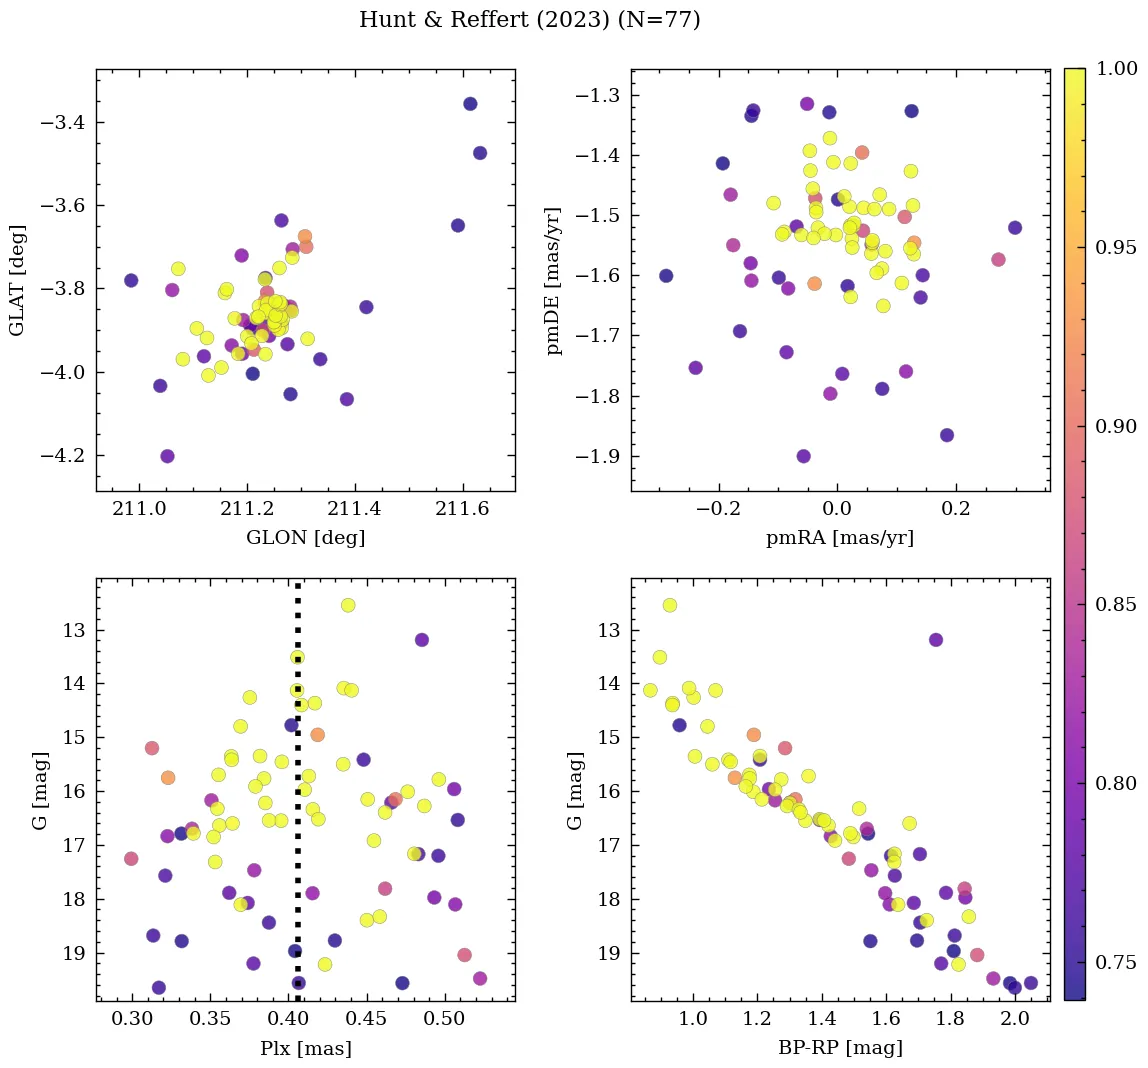 Hunt & Reffert (2023) (N=77)
−3.4
−3.6
−3.8
−4.0
−4.2
GLAT [deg]
211.0 211.2 211.4 211.6
GLON [deg]
−1.3
−1.4
−1.5
−1.6
−1.7
−1.8
−1.9
pmDE [mas/yr]
−0.2 0.0 0.2
pmRA [mas/yr]
1.00
0.95
0.90
0.85
0.80
0.75
13
14
15
16
17
18
19
G [mag]
0.30 0.35 0.40 0.45 0.50
Plx [mas]
13
14
15
16
17
18
19
G [mag]
1.0 1.2 1.4 1.6 1.8 2.0
BP-RP [mag]